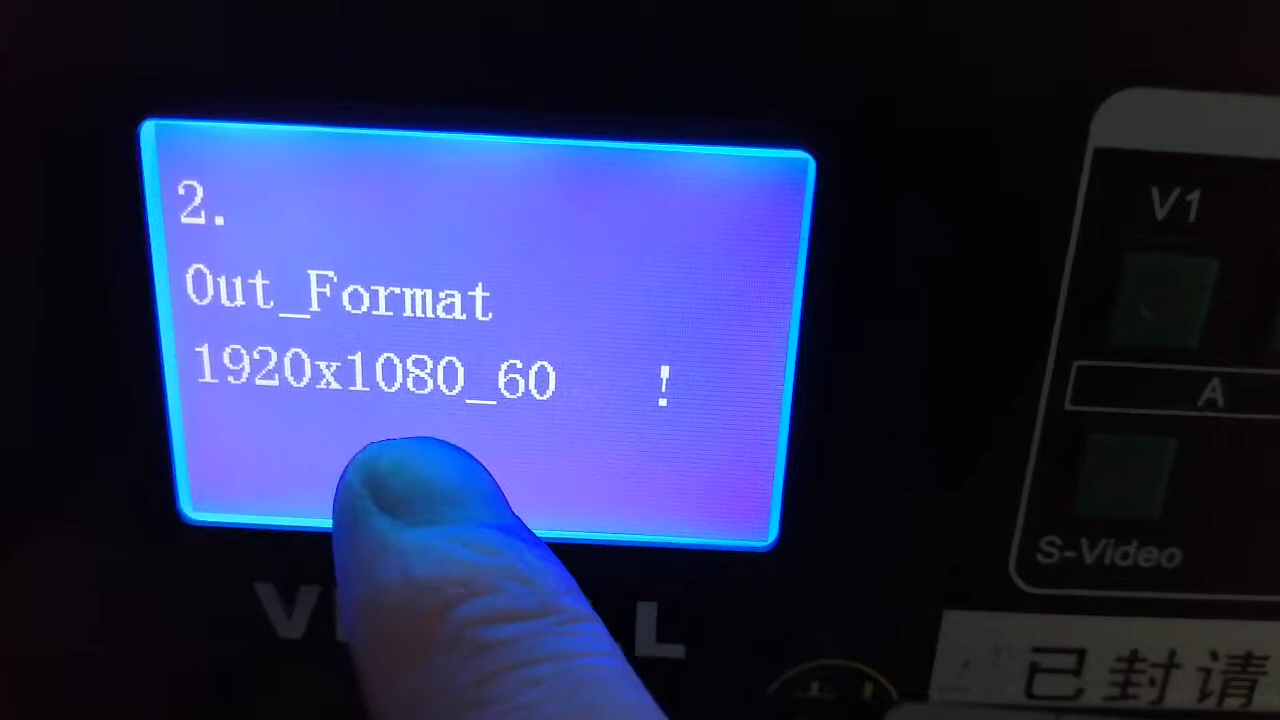 2.
Out_Format
1920x1080_60 !
V1
A
S-Video
已封请